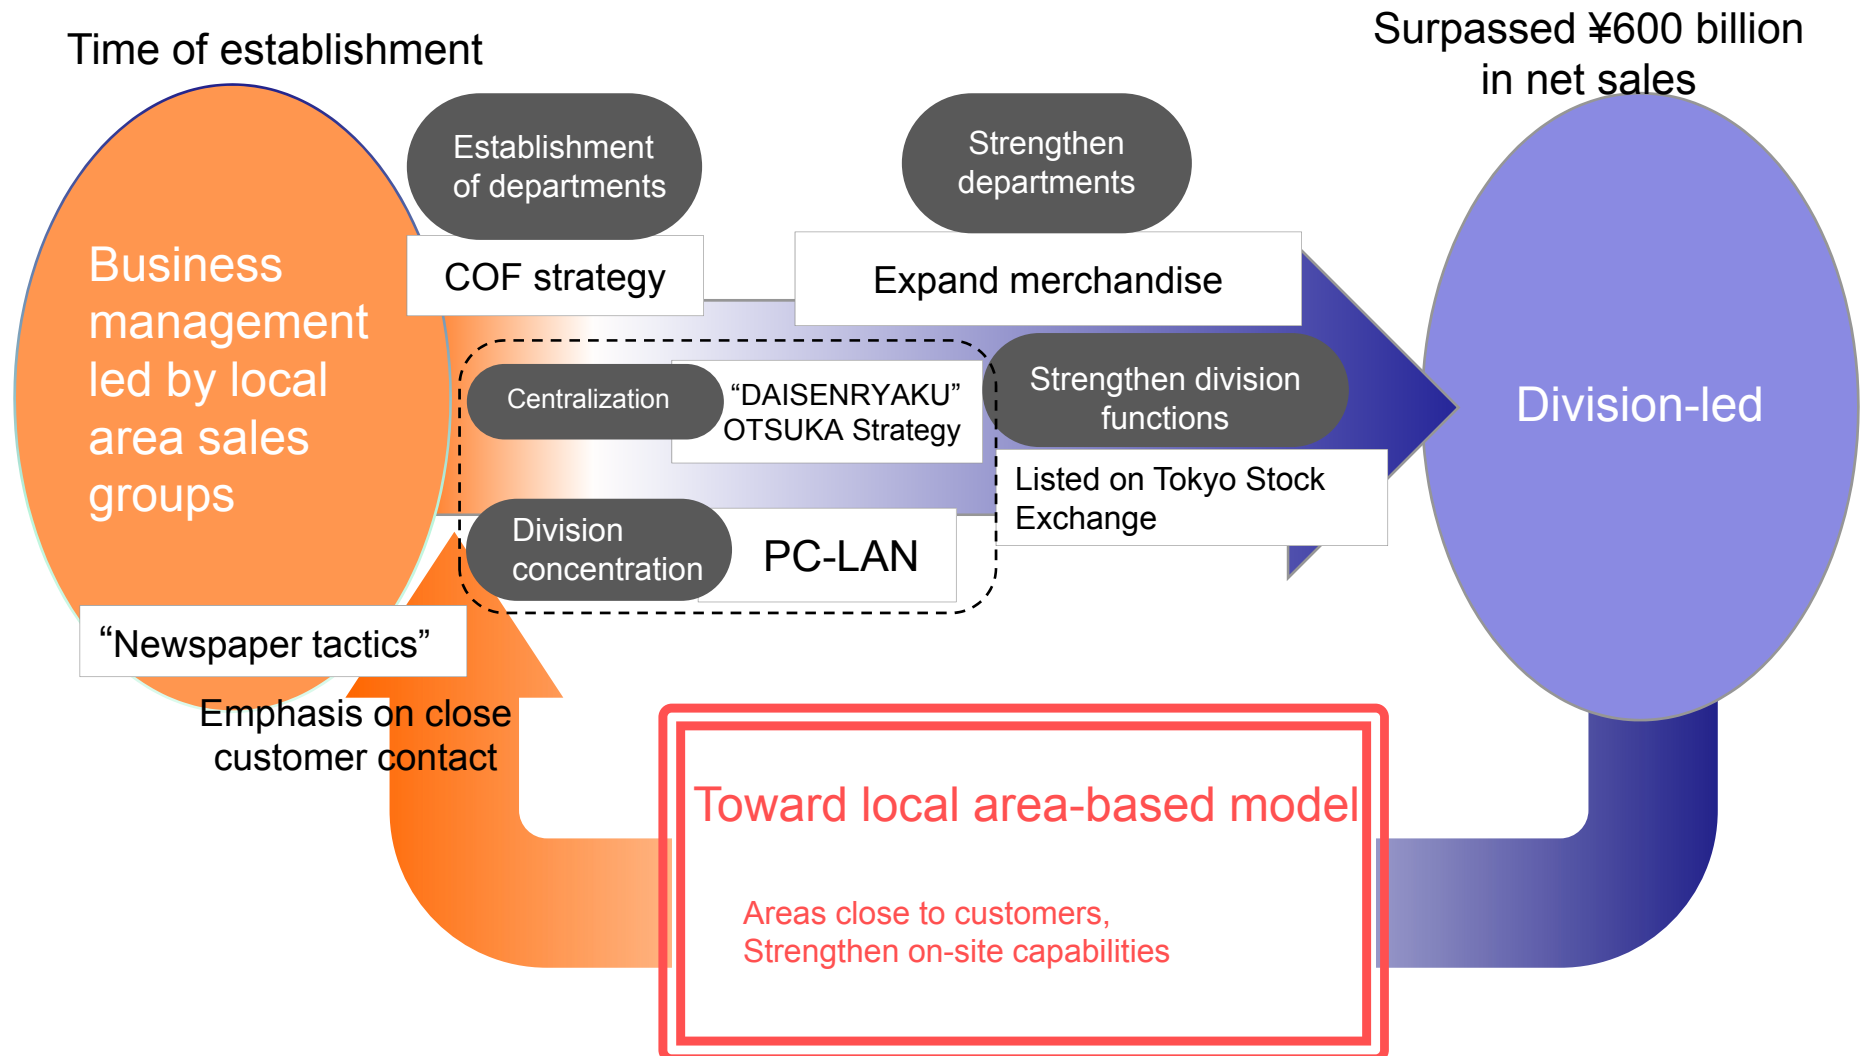 Time of establishment
Surpassed ¥600 billion
in net sales
Establishment
of departments
Strengthen
departments
Business
management
led by local
area sales
groups
COF strategy
Expand merchandise
Centralization
“DAISENRYAKU”
OTSUKA Strategy
Strengthen division
functions
Division-led
Listed on Tokyo Stock
Exchange
Division
concentration
PC-LAN
“Newspaper tactics”
Emphasis on close
customer contact
Toward local area-based model
Areas close to customers,
Strengthen on-site capabilities